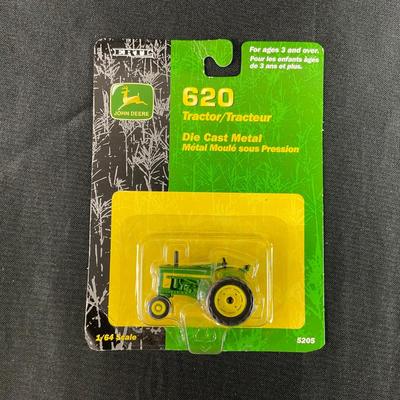 ERTL
For ages 3 and over.
Pour les enfants âgés
de 3 ans et plus.
JOHN DEERE
620
Tractor/Tracteur
Die Cast Metal
Métal Moulé sous Pression
1/64 Scale
5205